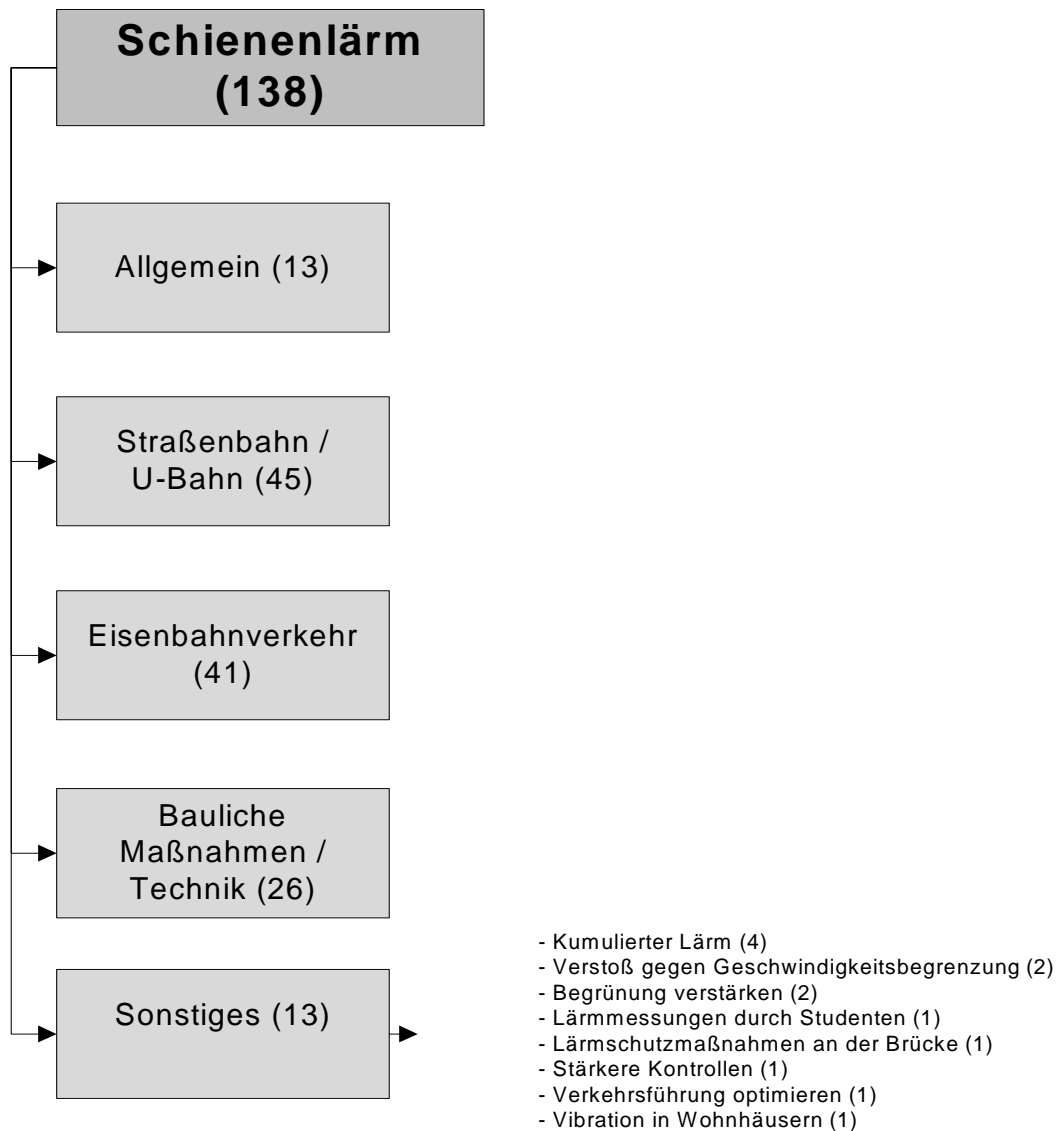 Schienenlärm
(138)
Allgemein (13)
Straßenbahn /
U-Bahn (45)
Eisenbahnverkehr
(41)
Bauliche
Maßnahmen /
Technik (26)
Sonstiges (13)
- Kumulierter Lärm (4)
- Verstoß gegen Geschwindigkeitsbegrenzung (2)
- Begrünung verstärken (2)
- Lärmmessungen durch Studenten (1)
- Lärmschutzmaßnahmen an der Brücke (1)
- Stärkere Kontrollen (1)
- Verkehrsführung optimieren (1)
- Vibration in Wohnhäusern (1)